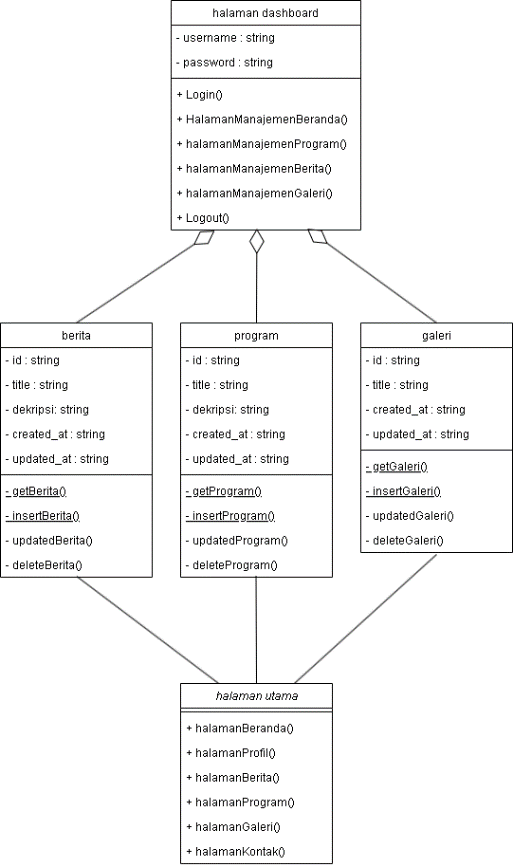 halaman dashboard
- username : string
- password : string
+ Login()
+ HalamanManajemenBeranda()
+ halamanManajemenProgram()
+ halamanManajemenBerita()
+ halamanManajemenGaleri()
+ Logout()
berita
- id : string
- title : string
- dekripsi: string
- created_at : string
- updated_at : string
- getBerita()
- insertBerita()
- updatedBerita()
- deleteBerita()
program
- id : string
- title : string
- dekripsi: string
- created_at : string
- updated_at : string
- getProgram()
- insertProgram()
- updatedProgram()
- deleteProgram()
galeri
- id : string
- title : string
- created_at : string
- updated_at : string
- getGaleri()
- insertGaleri()
- updatedGaleri()
- deleteGaleri()
halaman utama
+ halamanBeranda()
+ halamanProfil()
+ halamanBerita()
+ halamanProgram()
+ halamanGaleri()
+ halamanKontak()